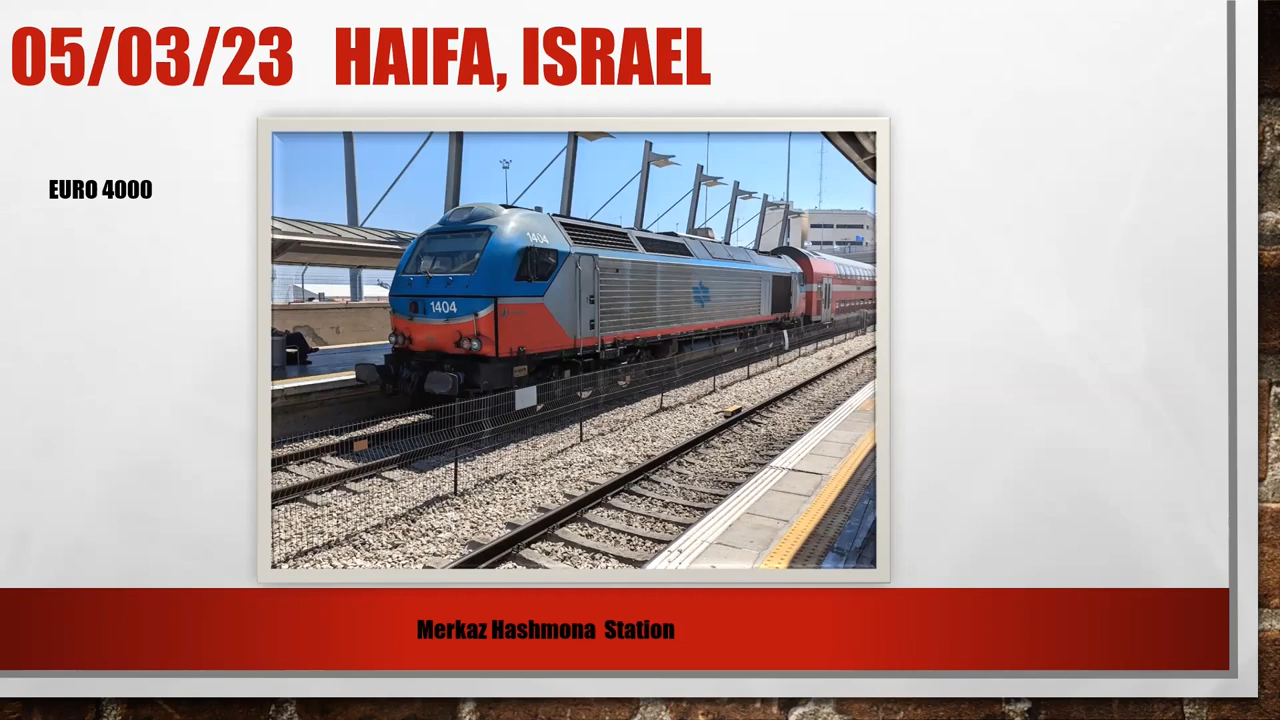 05/03/23 HAIFA, ISRAEL
EURO 4000
1404
1404
Merkaz Hashmona Station